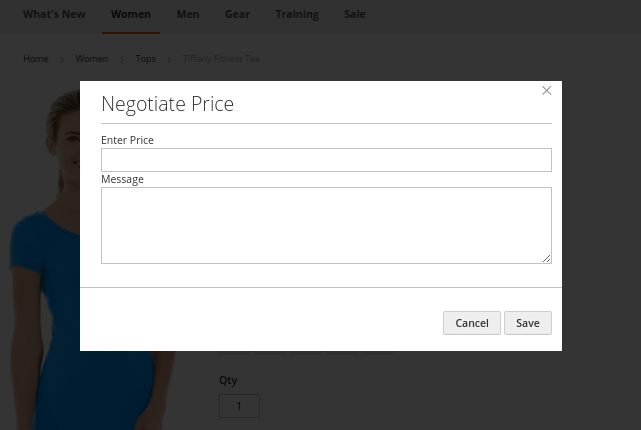 What's New Women Men Gear Training Sale
Home > Women > Tops > Tiffany Fitness Tee
Negotiate Price
Enter Price
Message
Cancel Save
Qty
1